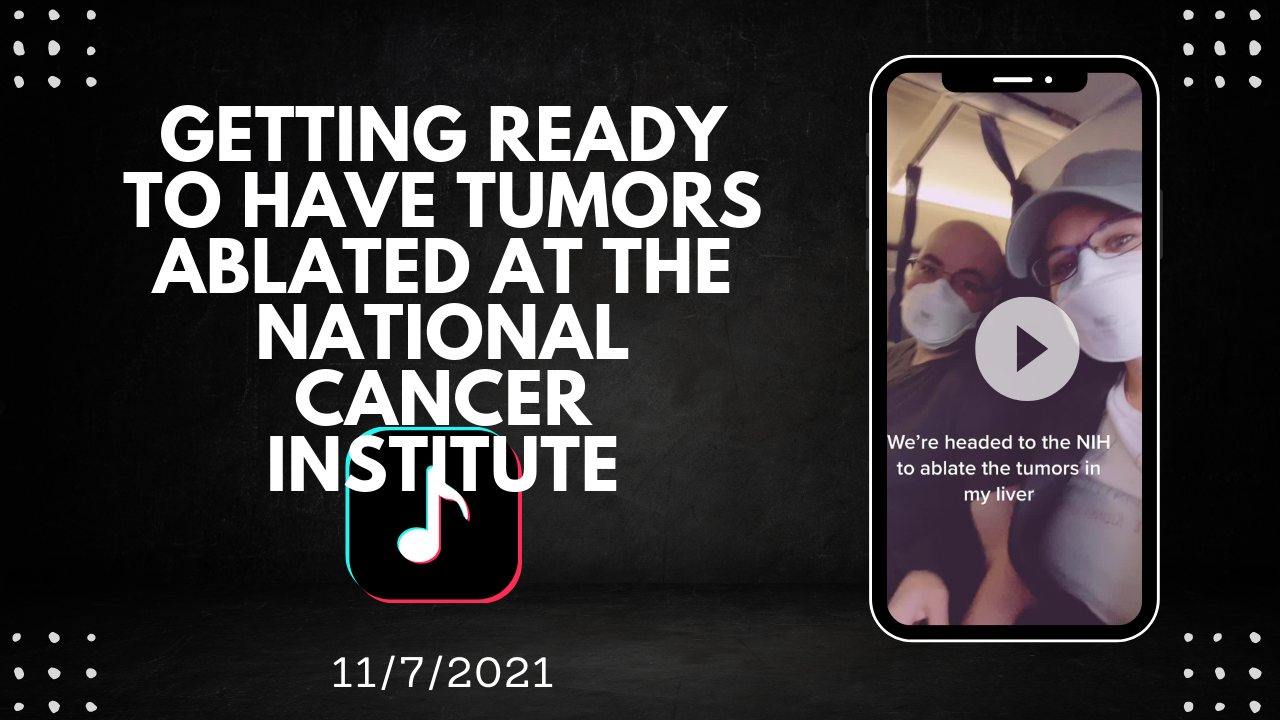 GETTING READY
TO HAVE TUMORS
ABLATED AT THE
NATIONAL
CANCER
INSTITUTE
11/7/2021
We’re headed to the NIH
to ablate the tumors in
my liver